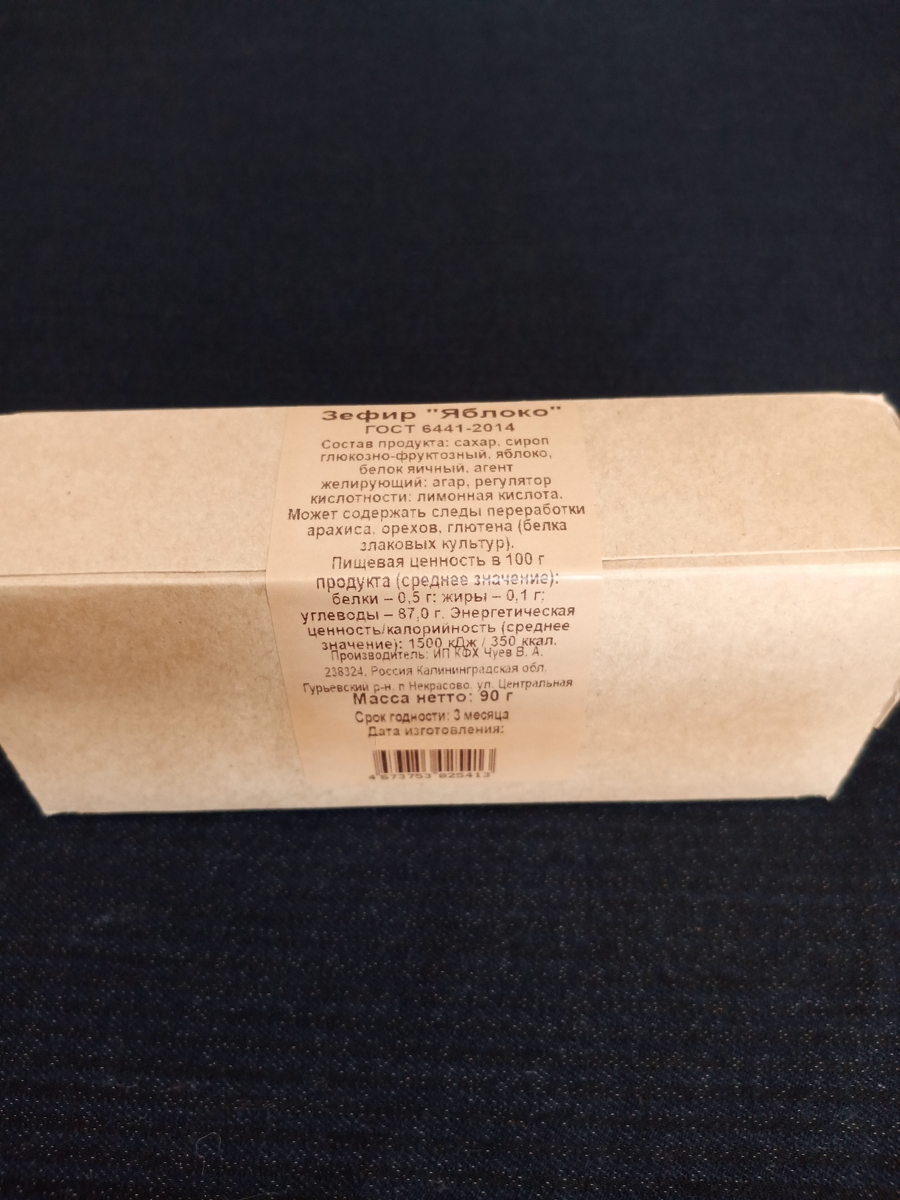 Зефир "Яблоко"
ГОСТ 6441-2014
Состав продукта: сахар, сироп
глюкозно-фруктозный, яблоко,
белок яичный, агент
желирующий: агар, регулятор
кислотности: лимонная кислота.
Может содержать следы переработки
арахиса, орехов, глютена (белка
злаковых культур).
Пищевая ценность в 100 г
продукта (среднее значение):
белки – 0,5 г; жиры – 0,1 г;
углеводы – 87,0 г. Энергетическая
ценность/калорийность (среднее
значение): 1500 кДж / 350 ккал.
Производитель: ИП КФХ Чуев В. А.
238324, Россия Калининградская обл.
Гурьевский р-н, п Некрасово, ул. Центральная
Масса нетто: 90 г
Срок годности: 3 месяца
Дата изготовления:
4 673753 825413